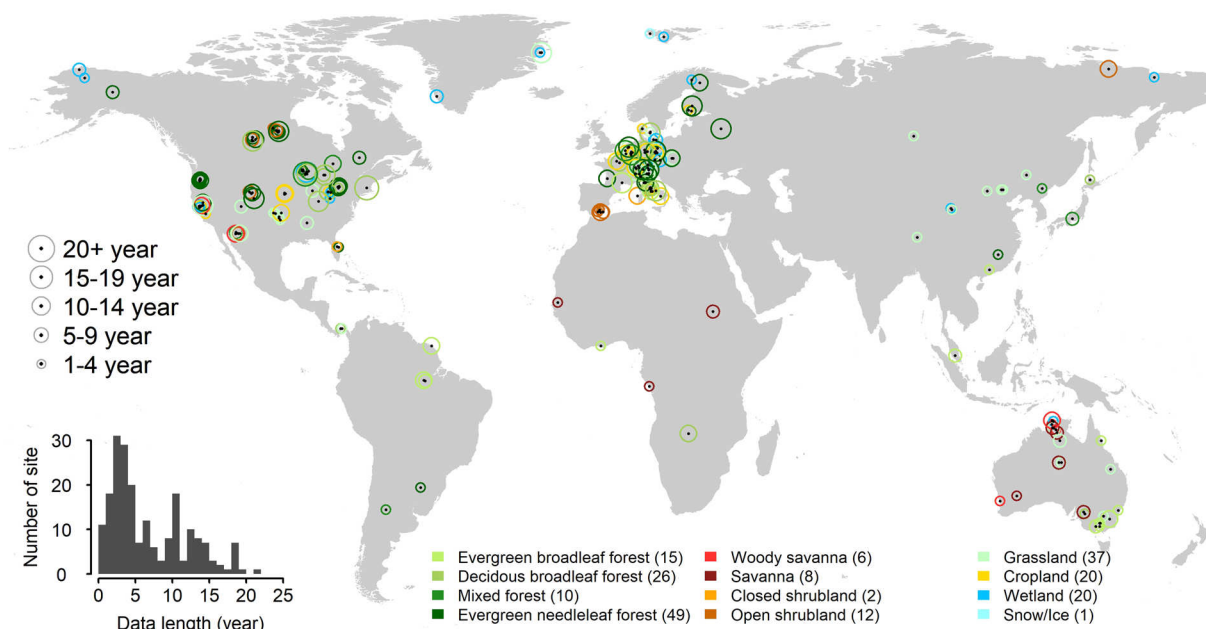 20+ year
15-19 year
10-14 year
5-9 year
1-4 year
Number of site
30
20
10
0
0 5 10 15 20 25
Data length (year)
Evergreen broadleaf forest (15)
Decidous broadleaf forest (26)
Mixed forest (10)
Evergreen needleleaf forest (49)
Woody savanna (6)
Savanna (8)
Closed shrubland (2)
Open shrubland (12)
Grassland (37)
Cropland (20)
Wetland (20)
Snow/Ice (1)